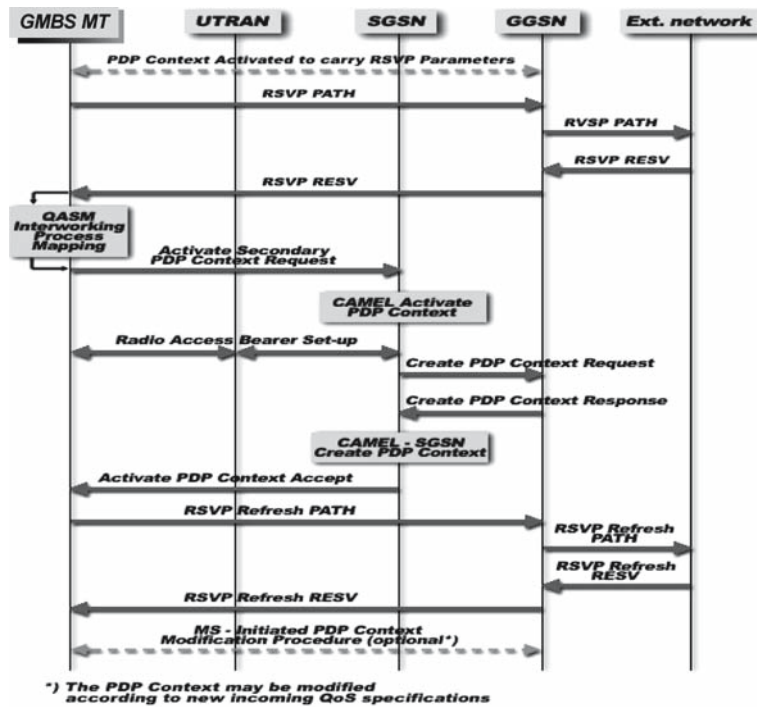 GMBS MT UTRAN SGSN GGSN Ext. network
PDP Context Activated to carry RSVP Parameters
RSVP PATH
RVSP PATH
RSVP RESV
RSVP RESV
QASM
Interworking
Process
Mapping
Activate Secondary
PDP Context Request
CAMEL Activate
PDP Context
Radio Access Bearer Set-up
Create PDP Context Request
Create PDP Context Response
CAMEL - SGSN
Create PDP Context
Activate PDP Context Accept
RSVP Refresh PATH
RSVP Refresh
PATH
RSVP Refresh
RESV
RSVP Refresh RESV
MS - Initiated PDP Context
Modification Procedure (optional*)
*) The PDP Context may be modified
according to new incoming QoS specifications